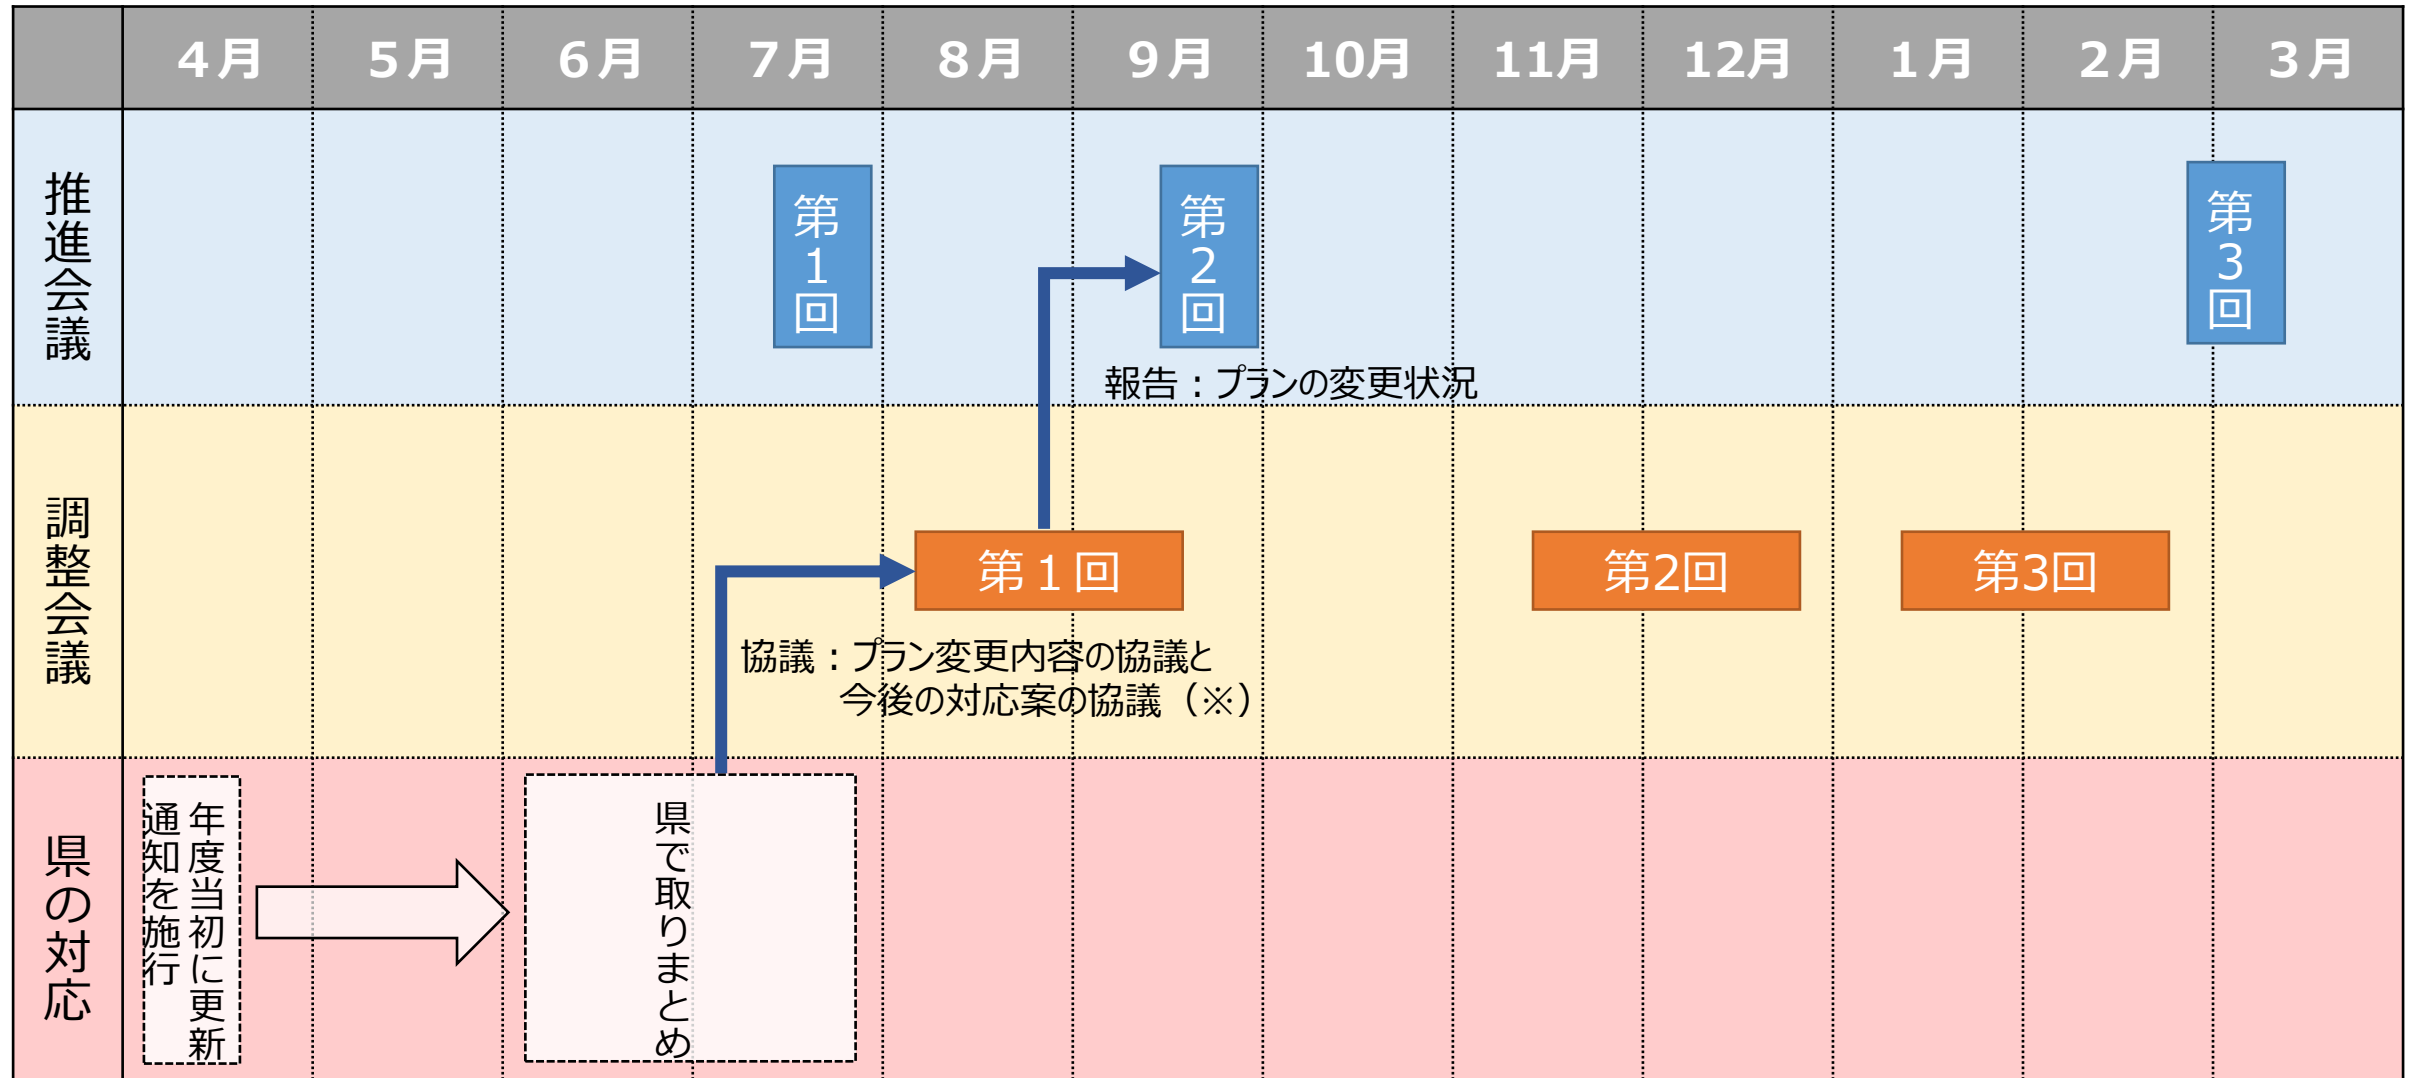 4月
5月
6月
7月
8月
9月
10月
11月
12月
1月
2月
3月
推進会議
第1回
第2回
第3回
報告：プランの変更状況
調整会議
第１回
第2回
第3回
協議：プラン変更内容の協議と
今後の対応案の協議（※）
県の対応
年度当初に更新
通知を施行
県で取りまとめ